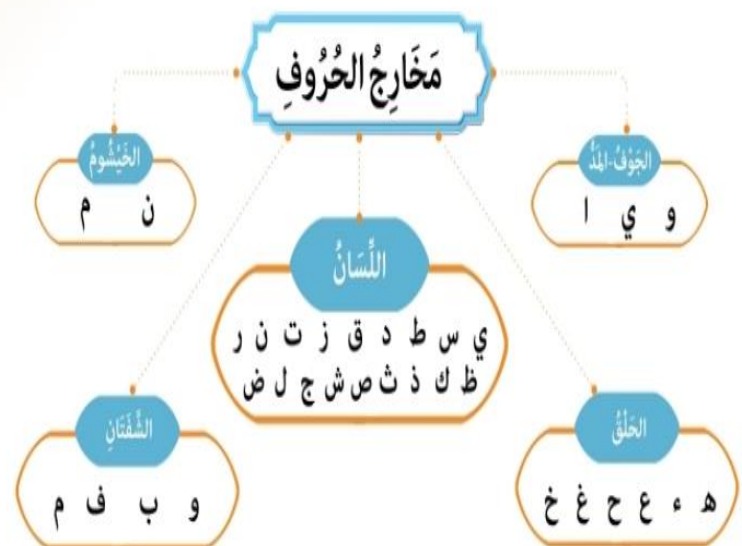 مَخَارِجُ الحُرُوفِ
الجَوْفُ-المَدُّ
و ي ا
الخَيْشُومُ
ن م
اللِّسَانُ
ي س ط د ق ز ت ن ر
ظ ك ذ ث ص ش ج ل ض
الحَلْقُ
ه ء ع ح غ خ
الشَّفَتَانِ
و ب ف م